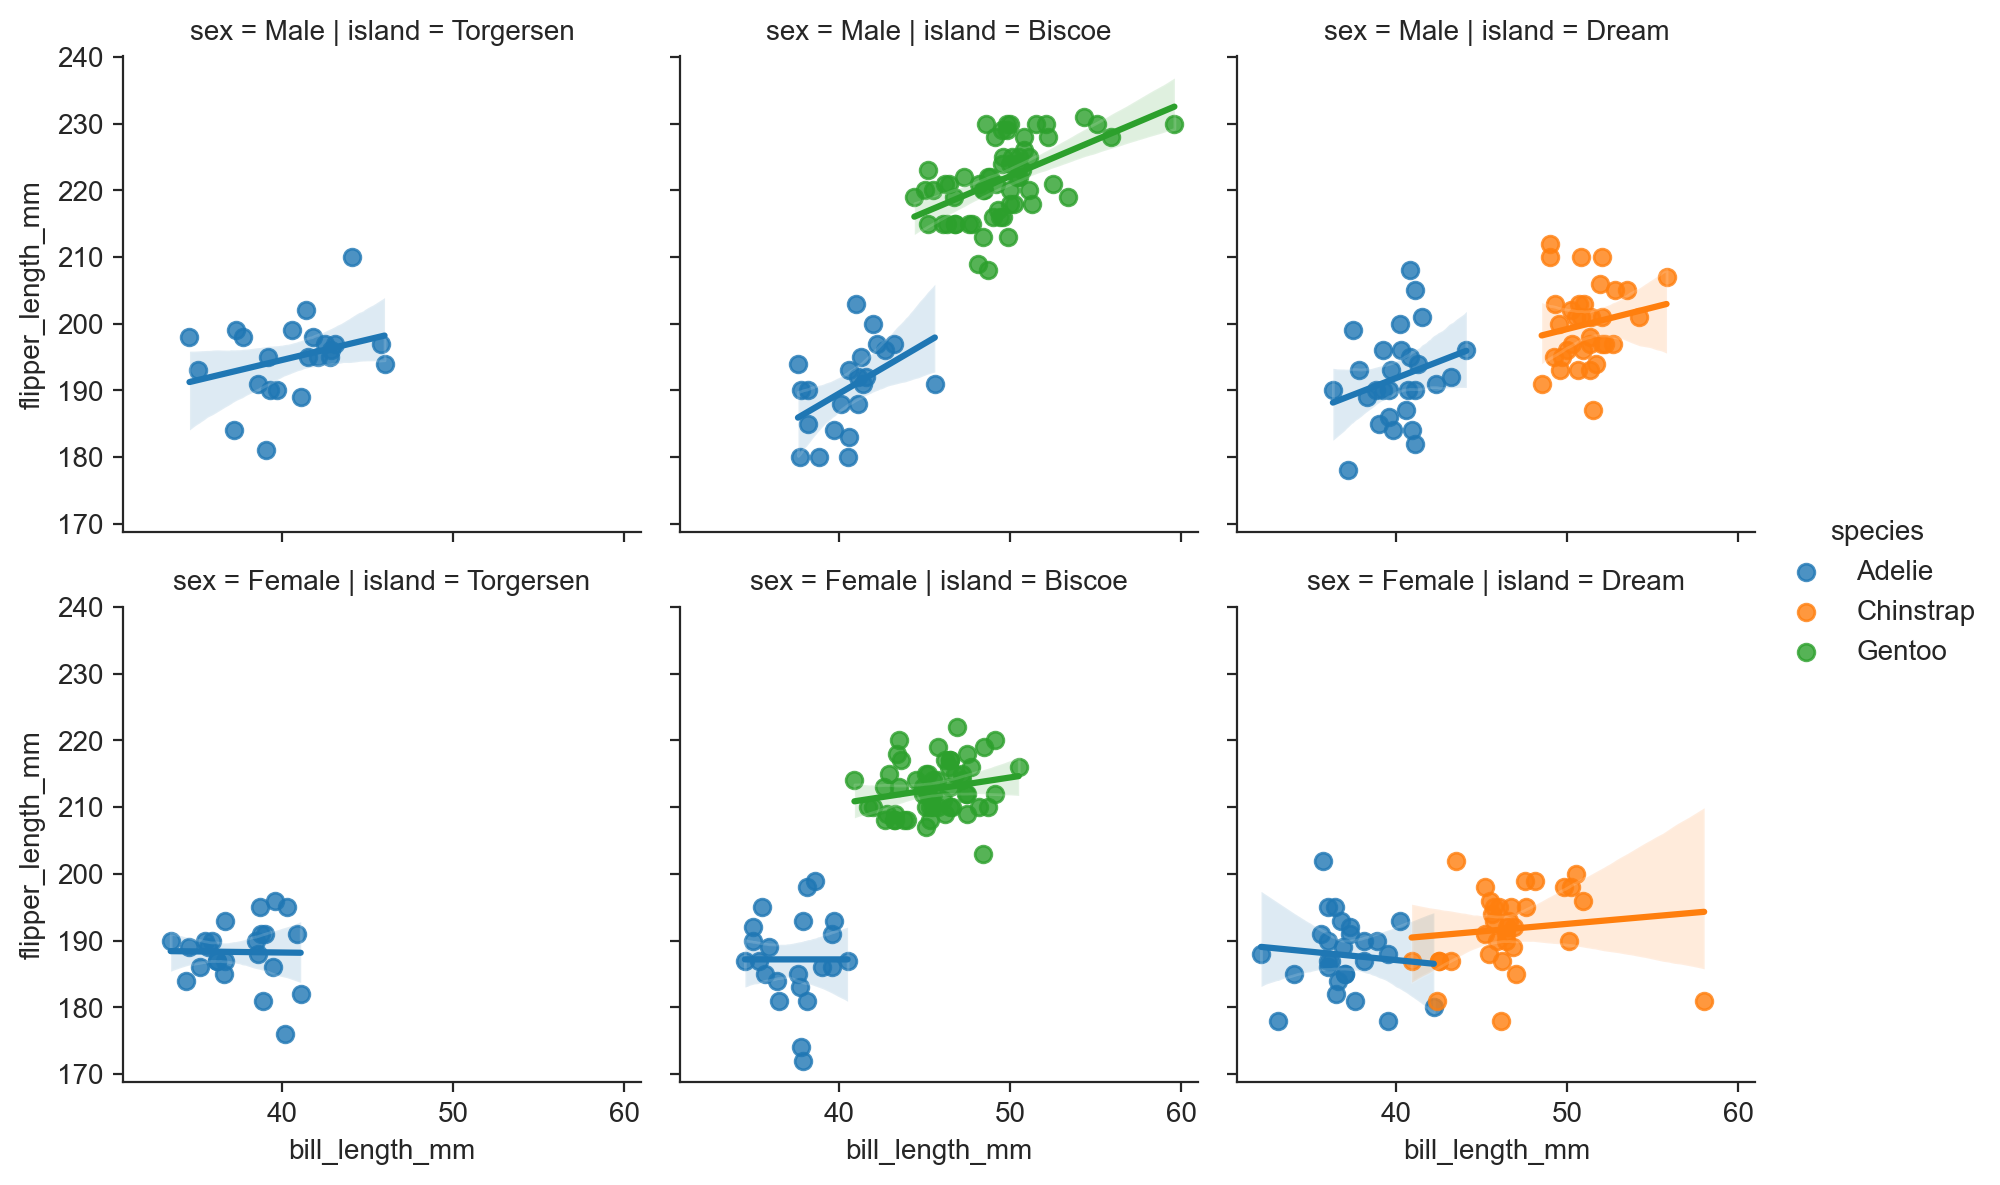 sex = Male | island = Torgersen
sex = Male | island = Biscoe
sex = Male | island = Dream
flipper_length_mm
240
230
220
210
200
190
180
170
sex = Female | island = Torgersen
sex = Female | island = Biscoe
sex = Female | island = Dream
flipper_length_mm
240
230
220
210
200
190
180
170
40 50 60
40 50 60
40 50 60
bill_length_mm
bill_length_mm
bill_length_mm
species
Adelie
Chinstrap
Gentoo